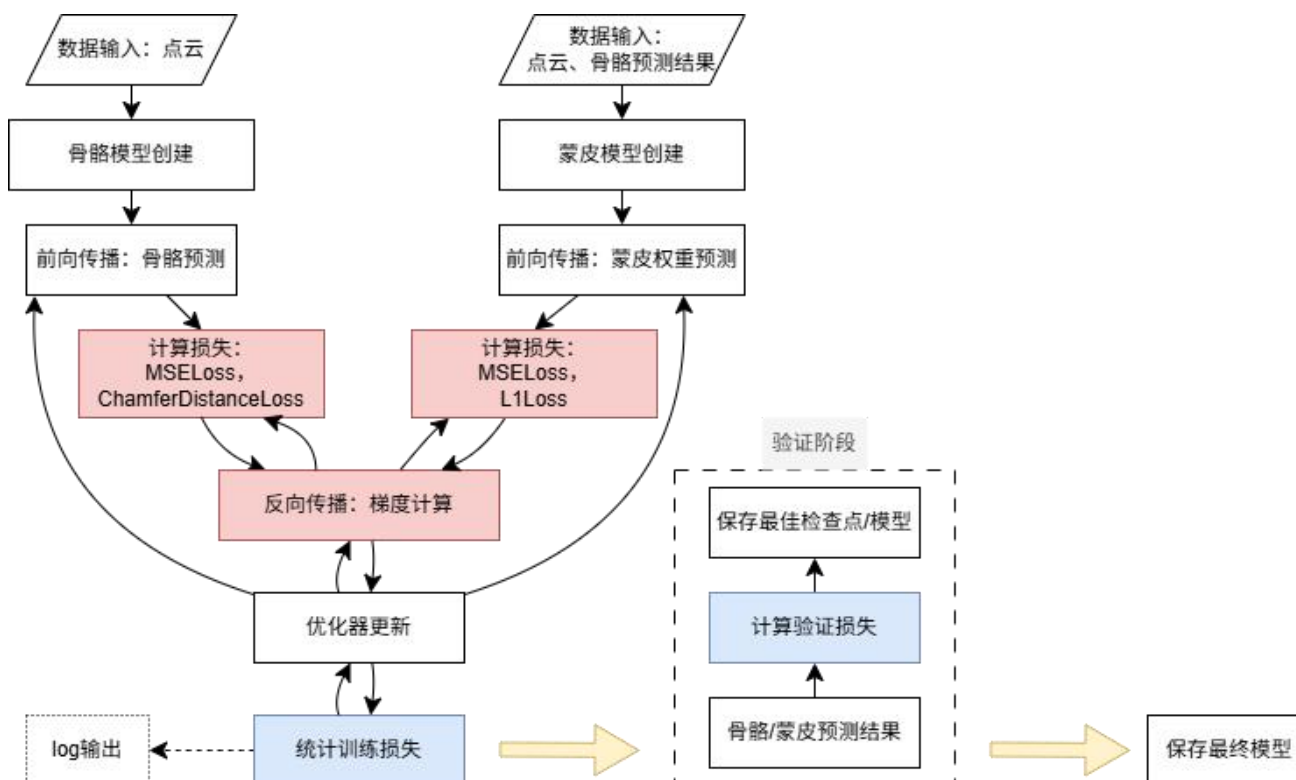 数据输入：点云
数据输入：
点云、骨骼预测结果
骨骼模型创建
蒙皮模型创建
前向传播：骨骼预测
前向传播：蒙皮权重预测
计算损失：
MSELoss，
ChamferDistanceLoss
计算损失：
MSELoss，
L1Loss
反向传播：梯度计算
优化器更新
统计训练损失
log输出
验证阶段
保存最佳检查点/模型
计算验证损失
骨骼/蒙皮预测结果
保存最终模型